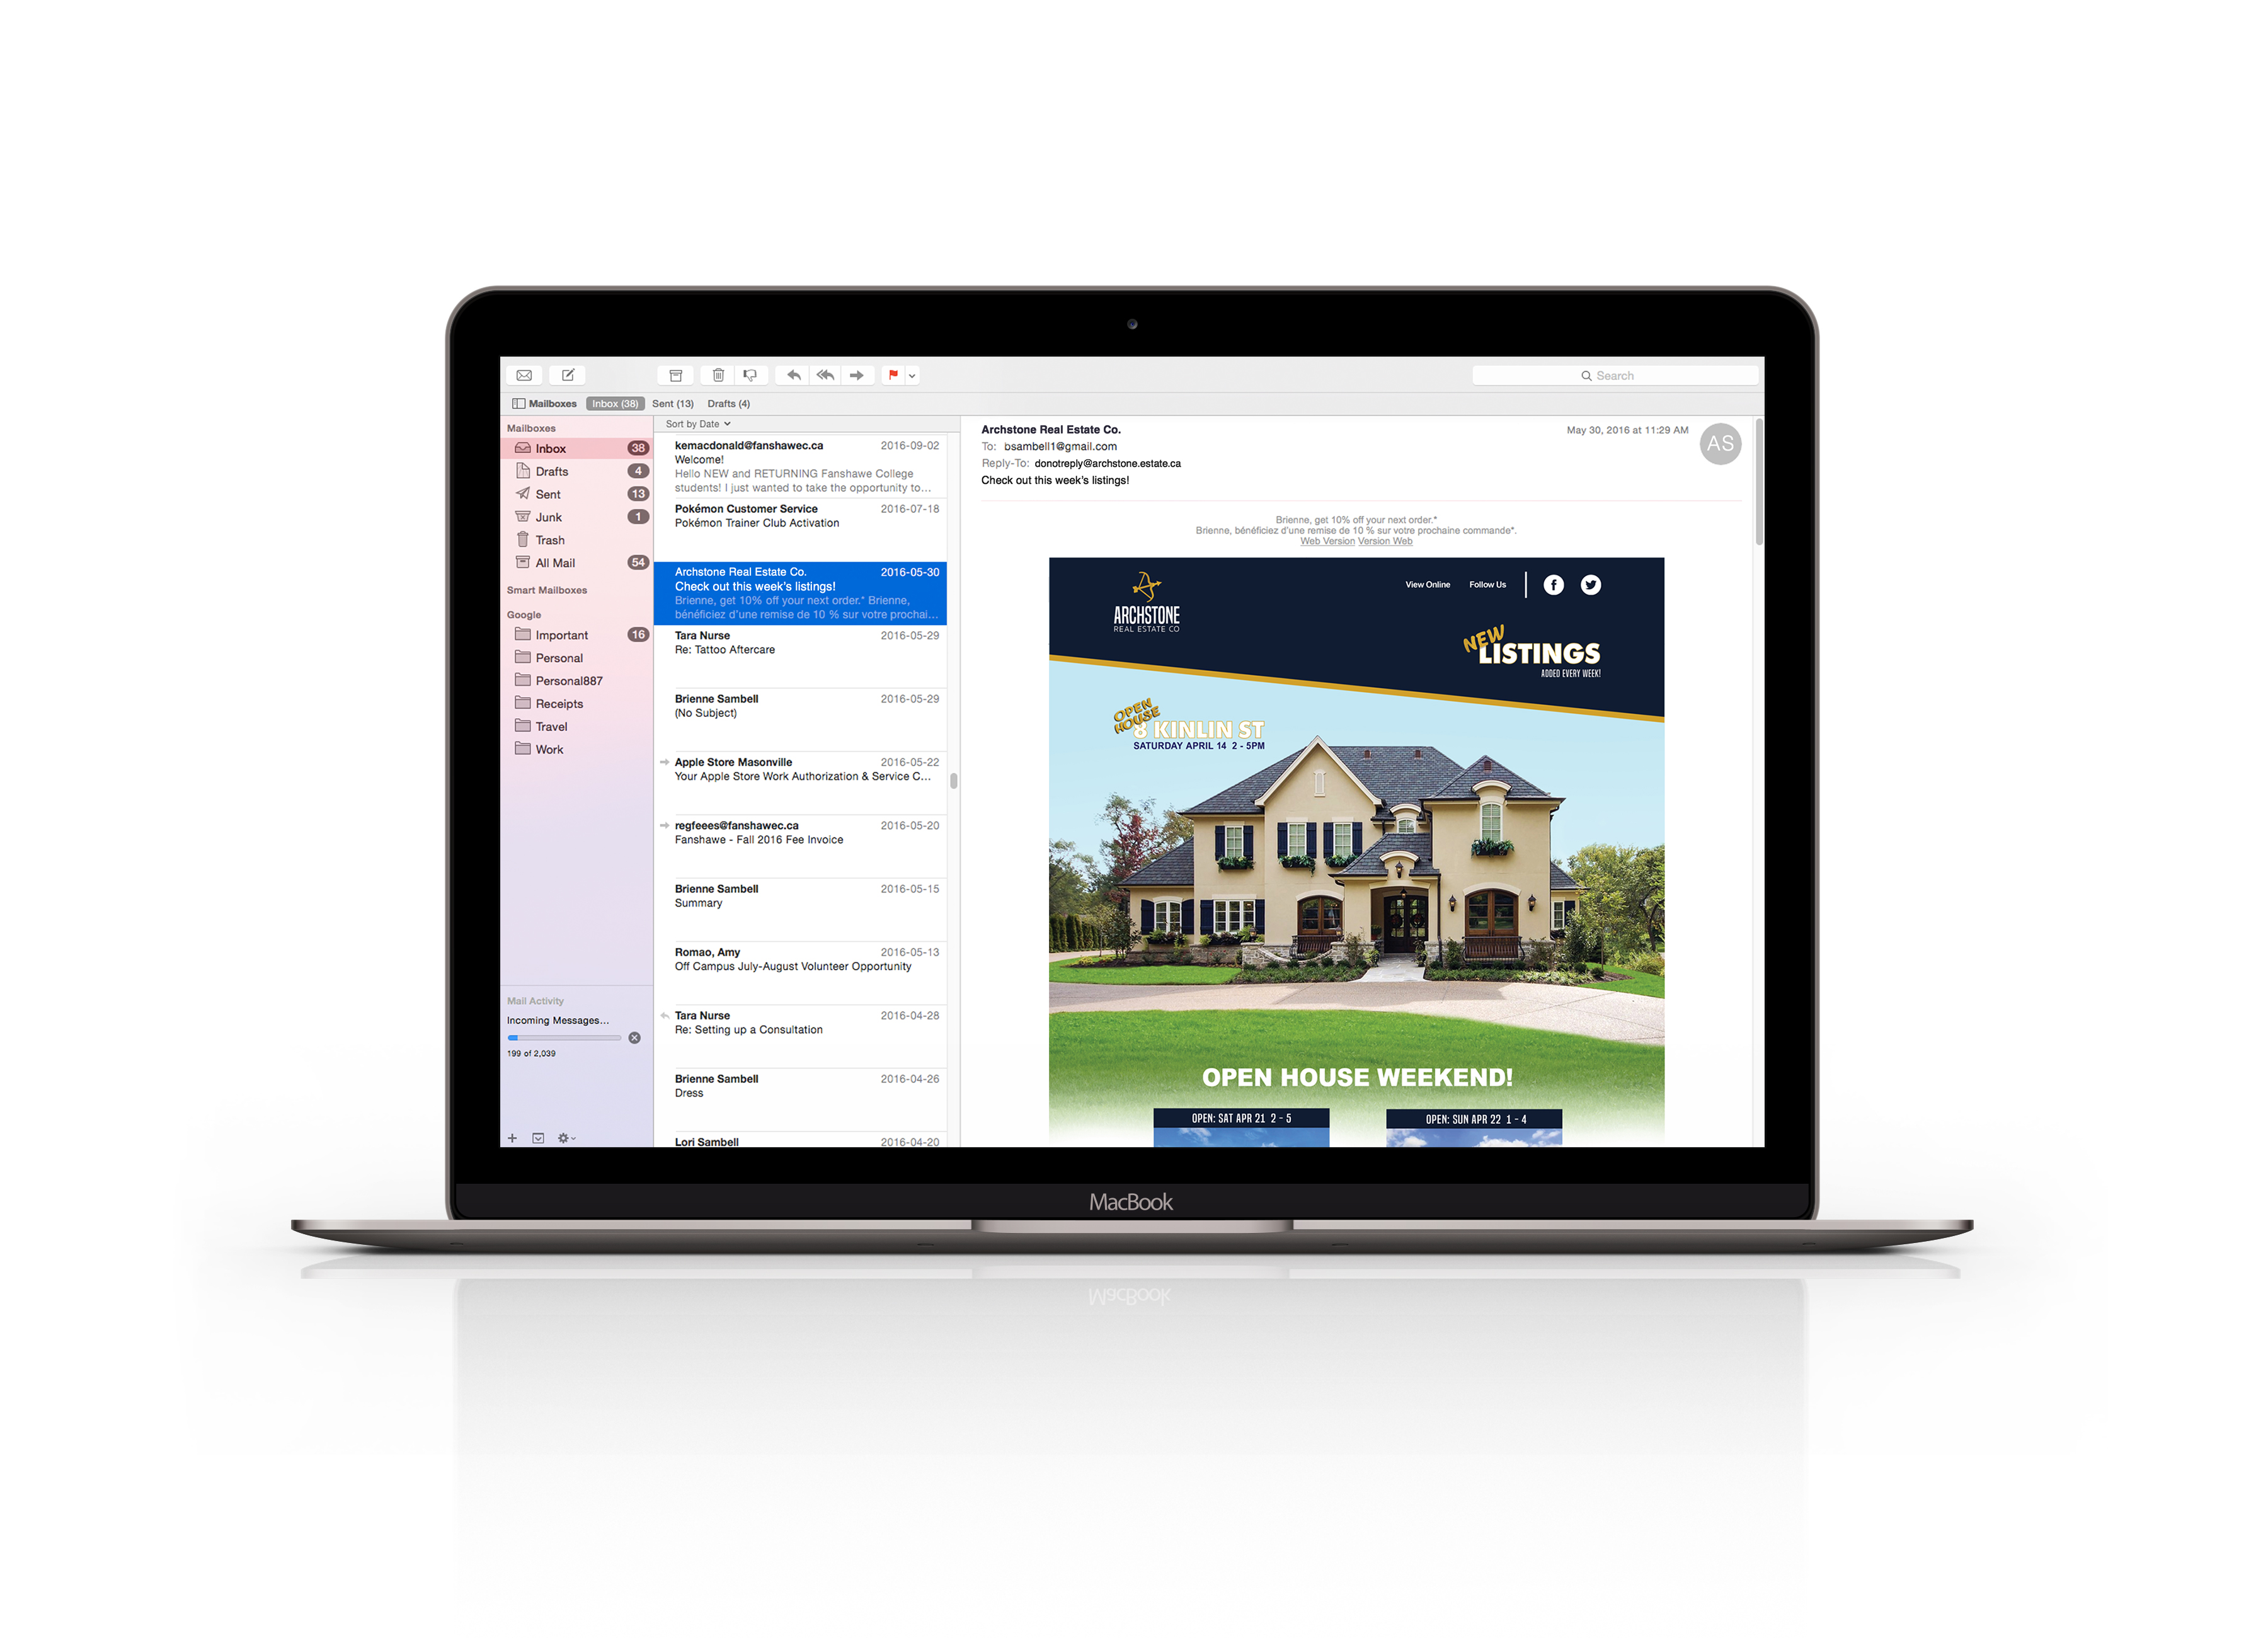 Search
Mailboxes Inbox (38) Sent (13) Drafts (4)
Mailboxes
Inbox 38
Drafts 4
Sent 13
Junk 1
Trash
All Mail 54
Smart Mailboxes
Google
Important 16
Personal
Personal887
Receipts
Travel
Work
Mail Activity
Incoming Messages...
199 of 2,039
Sort by Date
kemacdonald@fanshawec.ca 2016-09-02
Welcome!
Hello NEW and RETURNING Fanshawe College
students! I just wanted to take the opportunity to...
Pokémon Customer Service 2016-07-18
Pokémon Trainer Club Activation
Archstone Real Estate Co. 2016-05-30
Check out this week's listings!
Brienne, get 10% off your next order.* Brienne,
bénéficiez d'une remise de 10 % sur votre prochai...
Tara Nurse 2016-05-29
Re: Tattoo Aftercare
Brienne Sambell 2016-05-29
(No Subject)
Apple Store Masonville 2016-05-22
Your Apple Store Work Authorization & Service C...
regfeees@fanshawec.ca 2016-05-20
Fanshawe - Fall 2016 Fee Invoice
Brienne Sambell 2016-05-15
Summary
Romao, Amy 2016-05-13
Off Campus July-August Volunteer Opportunity
Tara Nurse 2016-04-28
Re: Setting up a Consultation
Brienne Sambell 2016-04-26
Dress
Lori Sambell 2016-04-20
Archstone Real Estate Co. May 30, 2016 at 11:29 AM AS
To: bsambell1@gmail.com
Reply-To: donotreply@archstone.estate.ca
Check out this week's listings!
Brienne, get 10% off your next order.*
Brienne, bénéficiez d'une remise de 10 % sur votre prochaine commande*.
Web Version Version Web
View Online Follow Us
ARCHSTONE
REAL ESTATE CO
NEW
LISTINGS
ADDED EVERY WEEK!
OPEN
HOUSE
8 KINLIN ST
SATURDAY APRIL 14 2 - 5PM
OPEN HOUSE WEEKEND!
OPEN: SAT APR 21 2 - 5
OPEN: SUN APR 22 1 - 4
MacBook